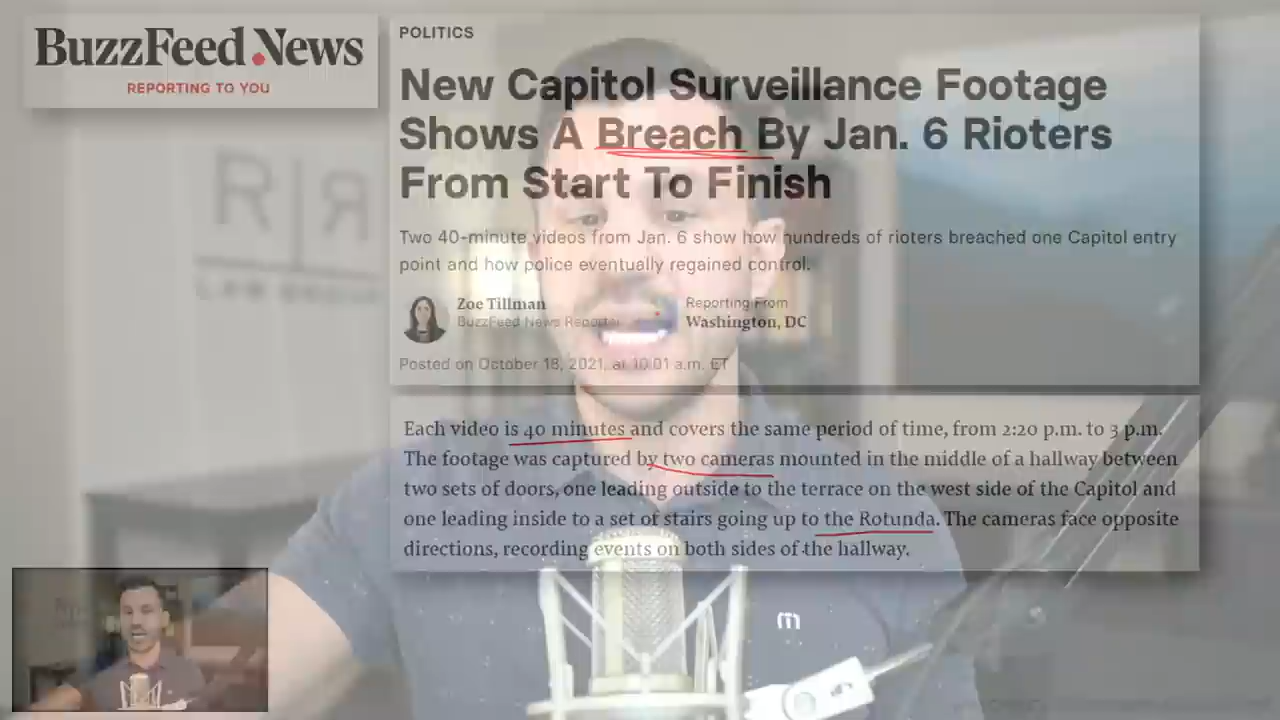 BuzzFeed News
REPORTING TO YOU
POLITICS
New Capitol Surveillance Footage
Shows A Breach By Jan. 6 Rioters
From Start To Finish
Two 40-minute videos from Jan. 6 show how hundreds of rioters breached one Capitol entry
point and how police eventually regained control.
Zoe Tillman
BuzzFeed News Reporter
Reporting From
Washington, DC
Posted on October 18, 2021, at 10:01 a.m. ET
Each video is 40 minutes and covers the same period of time, from 2:20 p.m. to 3 p.m.
The footage was captured by two cameras mounted in the middle of a hallway between
two sets of doors, one leading outside to the terrace on the west side of the Capitol and
one leading inside to a set of stairs going up to the Rotunda. The cameras face opposite
directions, recording events on both sides of the hallway.
R|R
LAW GROUP
m